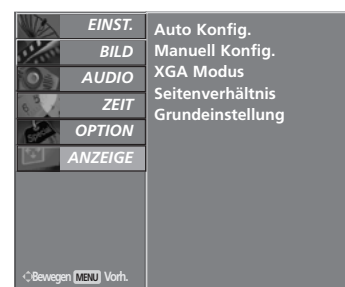 EINST.
BILD
AUDIO
ZEIT
OPTION
ANZEIGE
Auto Konfig.
Manuell Konfig.
XGA Modus
Seitenverhältnis
Grundeinstellung
Bewegen MENU Vorh.